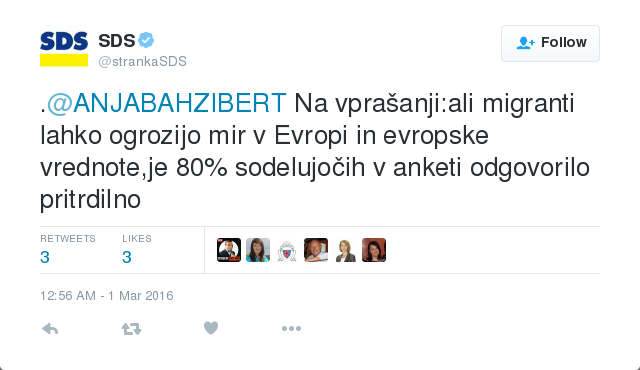 SDS SDS Follow
@strankaSDS
.@ANJABAHZIBERT Na vprašanji:ali migranti
lahko ogrozijo mir v Evropi in evropske
vrednote,je 80% sodelujočih v anketi odgovorilo
pritrdilno
RETWEETS LIKES
3 3
12:56 AM - 1 Mar 2016